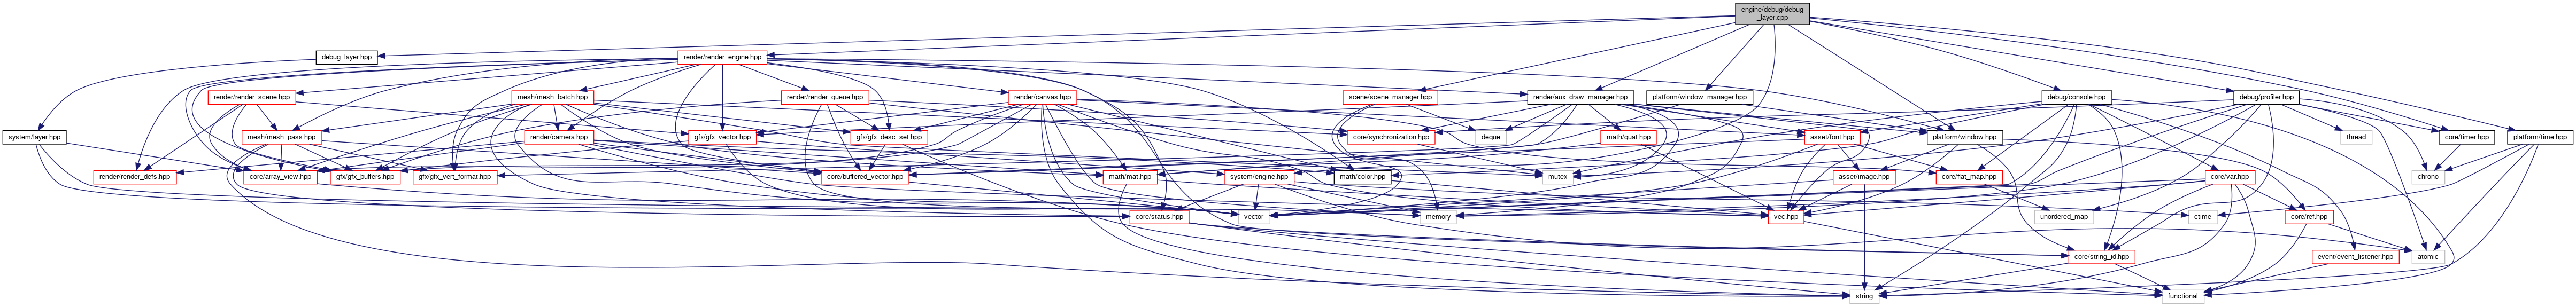 engine/debug/debug
_layer.cpp
debug_layer.hpp
render/render_engine.hpp
render/render_scene.hpp
mesh/mesh_batch.hpp
render/render_queue.hpp
render/canvas.hpp
scene/scene_manager.hpp
render/aux_draw_manager.hpp
platform/window_manager.hpp
debug/console.hpp
debug/profiler.hpp
system/layer.hpp
mesh/mesh_pass.hpp
render/camera.hpp
gfx/gfx_vector.hpp
gfx/gfx_desc_set.hpp
core/synchronization.hpp
deque
math/quat.hpp
asset/font.hpp
platform/window.hpp
thread
core/timer.hpp
platform/time.hpp
render/render_defs.hpp
core/array_view.hpp
gfx/gfx_buffers.hpp
gfx/gfx_vert_format.hpp
core/buffered_vector.hpp
math/mat.hpp
system/engine.hpp
math/color.hpp
mutex
asset/image.hpp
core/flat_map.hpp
core/var.hpp
chrono
core/status.hpp
vector
memory
vec.hpp
unordered_map
ctime
core/ref.hpp
core/string_id.hpp
event/event_listener.hpp
atomic
string
functional